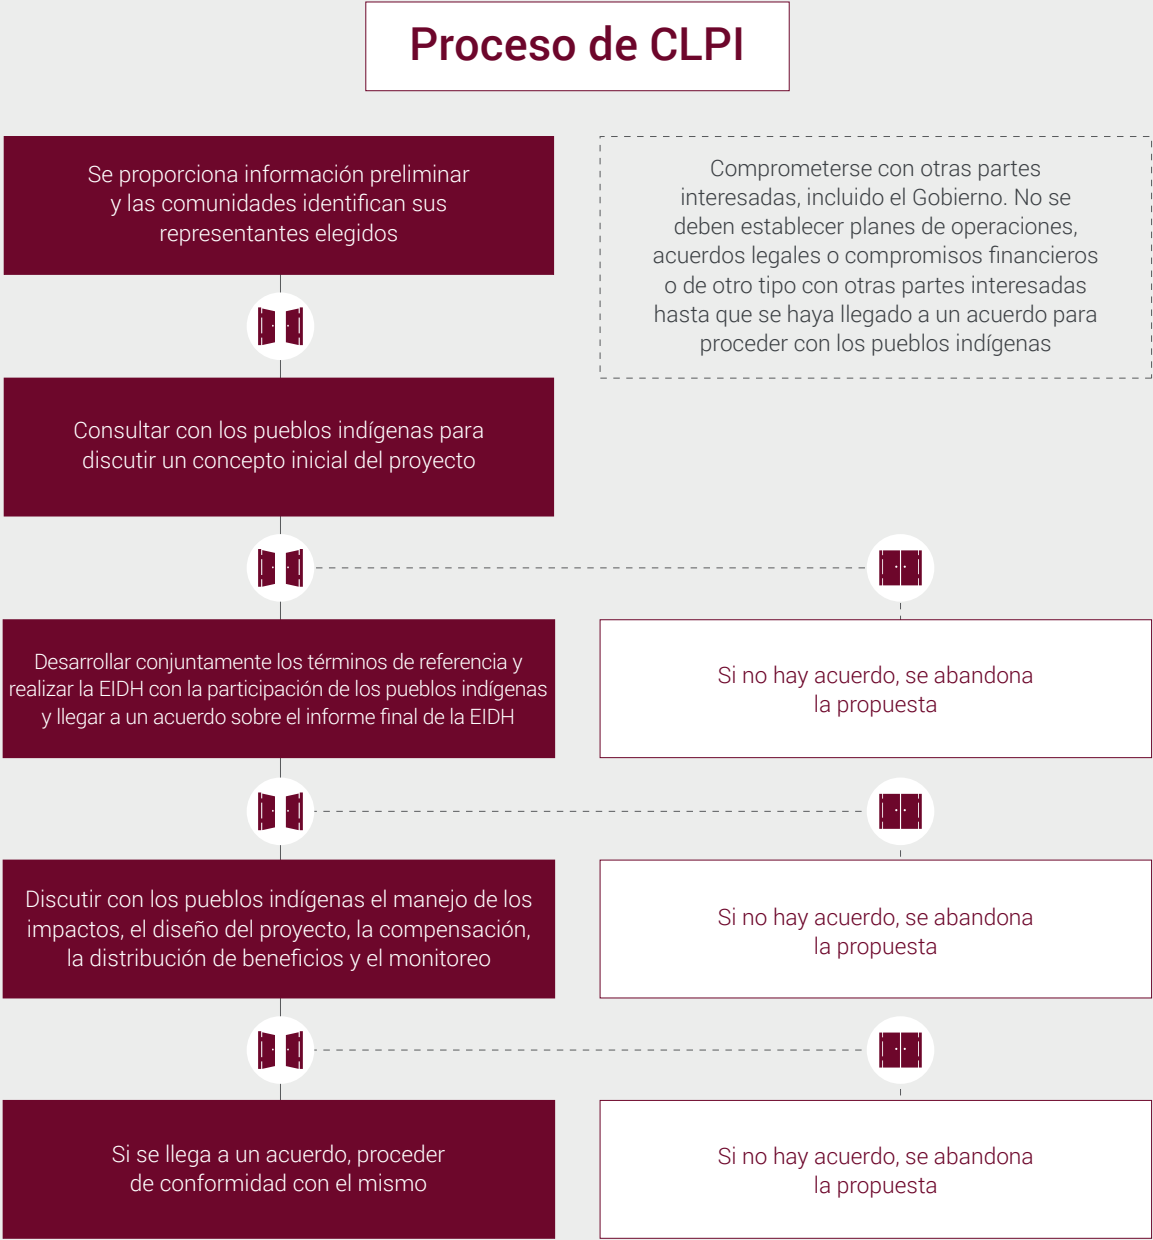 Proceso de CLPI
Se proporciona información preliminar
y las comunidades identifican sus
representantes elegidos
Comprometerse con otras partes
interesadas, incluido el Gobierno. No se
deben establecer planes de operaciones,
acuerdos legales o compromisos financieros
o de otro tipo con otras partes interesadas
hasta que se haya llegado a un acuerdo para
proceder con los pueblos indígenas
Consultar con los pueblos indígenas para
discutir un concepto inicial del proyecto
Desarrollar conjuntamente los términos de referencia y
realizar la EIDH con la participación de los pueblos indígenas
y llegar a un acuerdo sobre el informe final de la EIDH
Si no hay acuerdo, se abandona
la propuesta
Discutir con los pueblos indígenas el manejo de los
impactos, el diseño del proyecto, la compensación,
la distribución de beneficios y el monitoreo
Si no hay acuerdo, se abandona
la propuesta
Si se llega a un acuerdo, proceder
de conformidad con el mismo
Si no hay acuerdo, se abandona
la propuesta